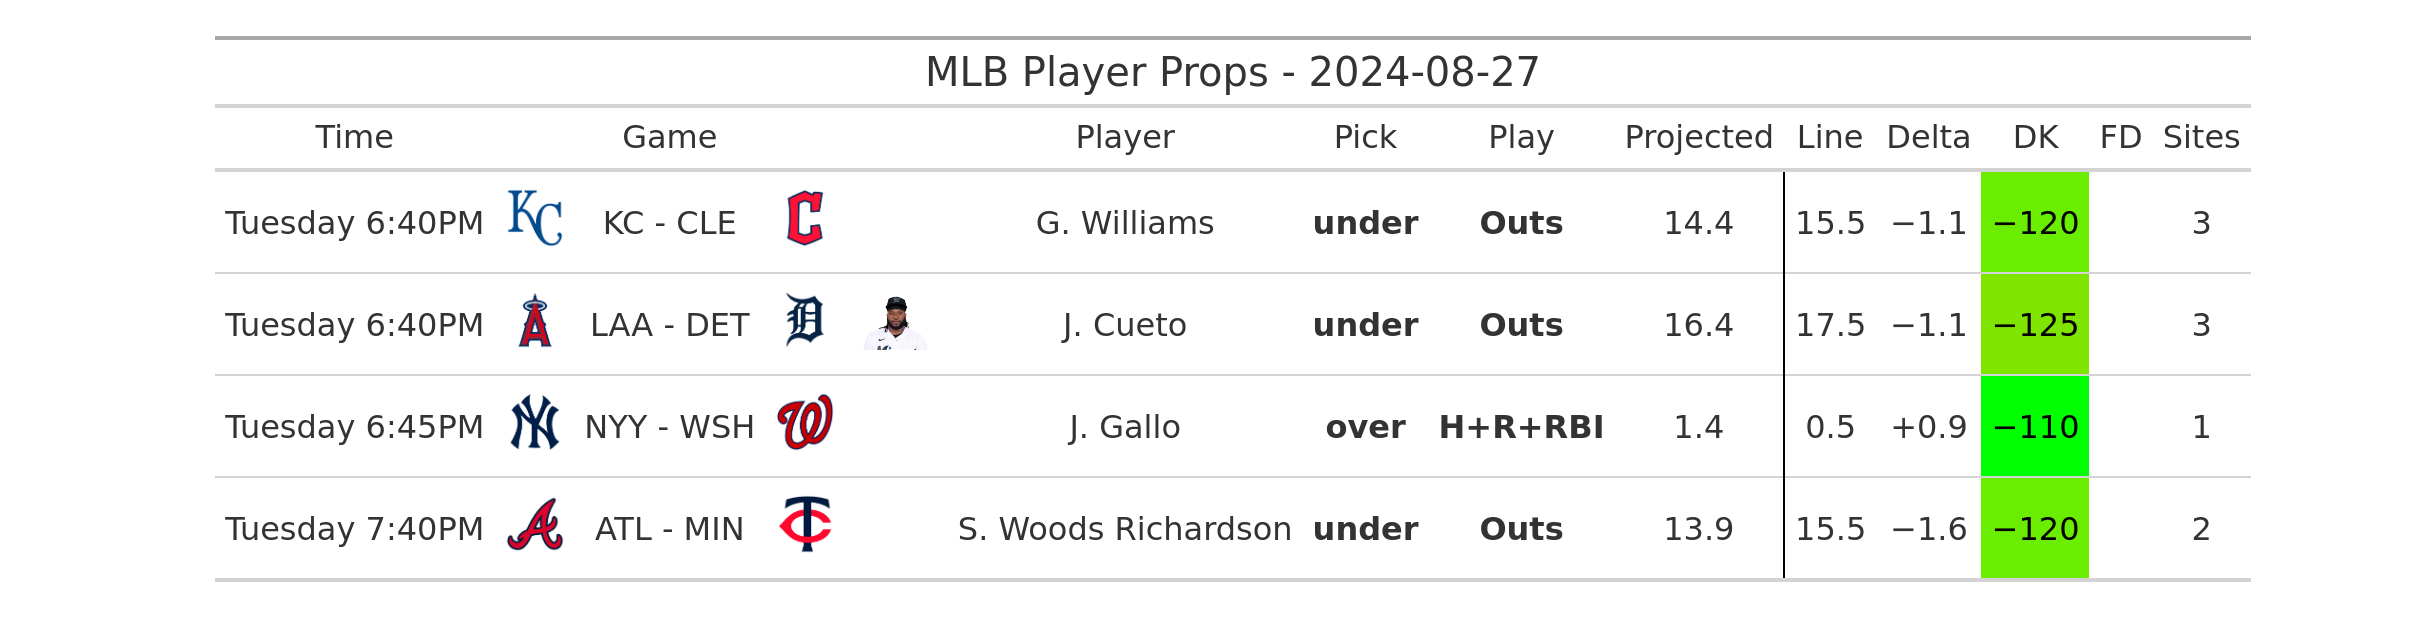 MLB Player Props - 2024-08-27
Time Game Player Pick Play Projected Line Delta DK FD Sites
Tuesday 6:40PM KC KC - CLE C G. Williams under Outs 14.4 15.5 −1.1 −120 3
Tuesday 6:40PM A LAA - DET D J. Cueto under Outs 16.4 17.5 −1.1 −125 3
Tuesday 6:45PM NY NYY - WSH W J. Gallo over H+R+RBI 1.4 0.5 +0.9 −110 1
Tuesday 7:40PM A ATL - MIN TC S. Woods Richardson under Outs 13.9 15.5 −1.6 −120 2